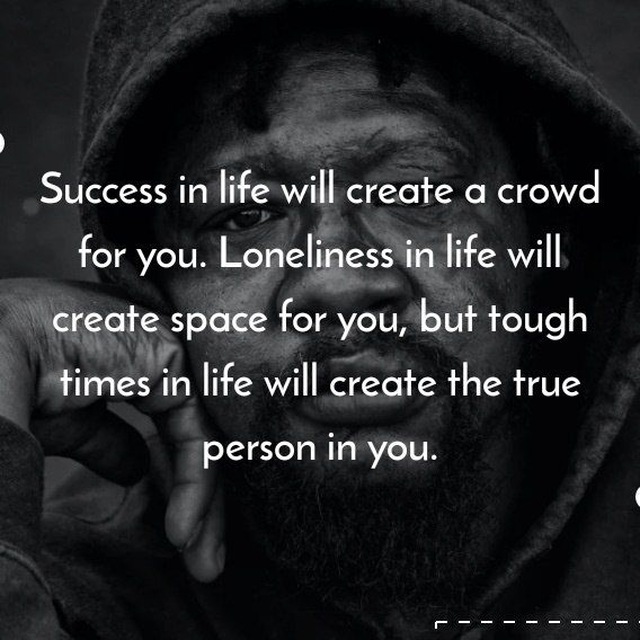 Success in life will create a crowd
for you. Loneliness in life will
create space for you, but tough
times in life will create the true
person in you.